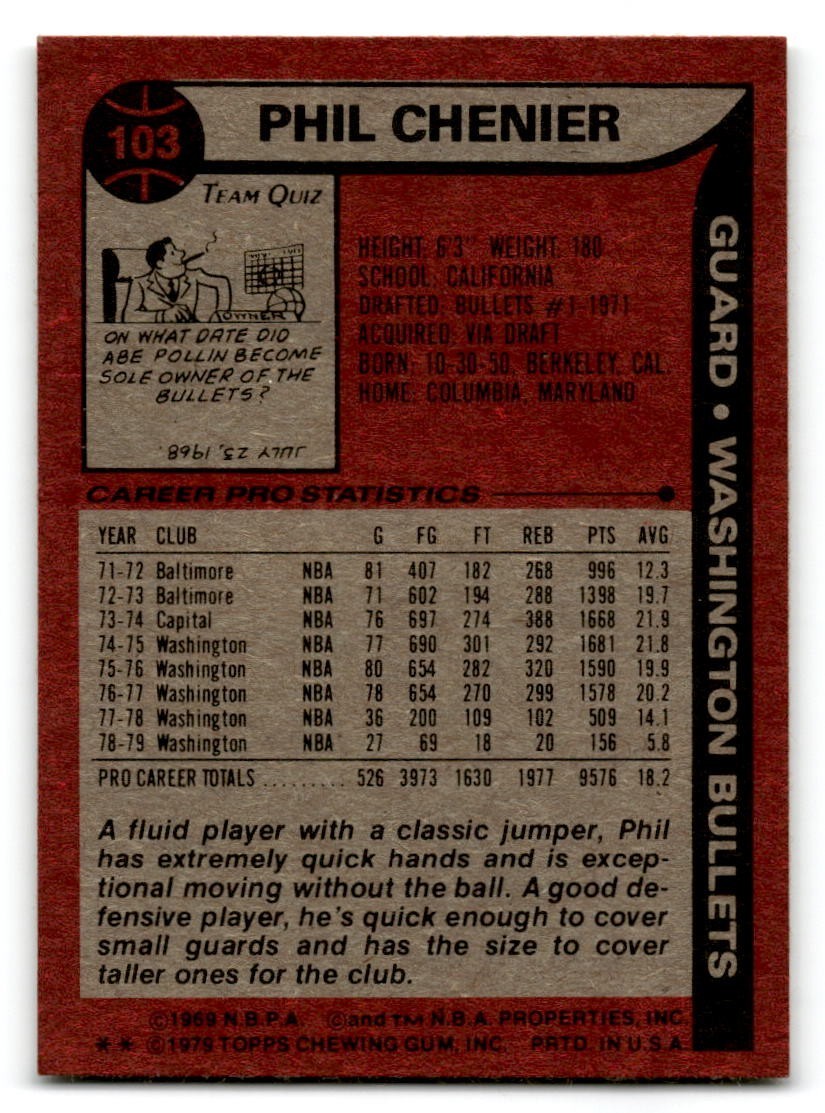 103
PHIL CHENIER
GUARD • WASHINGTON BULLETS
TEAM QUIZ
OWNER
ON WHAT DATE DID
ABE POLLIN BECOME
SOLE OWNER OF THE
BULLETS?
JULY 25, 1968.
HEIGHT: 6'3" WEIGHT: 180
SCHOOL: CALIFORNIA
DRAFTED: BULLETS #1-1971
ACQUIRED: VIA DRAFT
BORN: 10-30-50, BERKELEY, CAL.
HOME: COLUMBIA, MARYLAND
CAREER PRO STATISTICS
YEAR CLUB G FG FT REB PTS AVG
71-72 Baltimore NBA 81 407 182 268 996 12.3
72-73 Baltimore NBA 71 602 194 288 1398 19.7
73-74 Capital NBA 76 697 274 388 1668 21.9
74-75 Washington NBA 77 690 301 292 1681 21.8
75-76 Washington NBA 80 654 282 320 1590 19.9
76-77 Washington NBA 78 654 270 299 1578 20.2
77-78 Washington NBA 36 200 109 102 509 14.1
78-79 Washington NBA 27 69 18 20 156 5.8
PRO CAREER TOTALS ......... 526 3973 1630 1977 9576 18.2
A fluid player with a classic jumper, Phil
has extremely quick hands and is excep-
tional moving without the ball. A good de-
fensive player, he's quick enough to cover
small guards and has the size to cover
taller ones for the club.
©1969 N.B.P.A. ©and TM N.B.A. PROPERTIES, INC.
** ©1979 TOPPS CHEWING GUM, INC. PRTD. IN U.S.A.